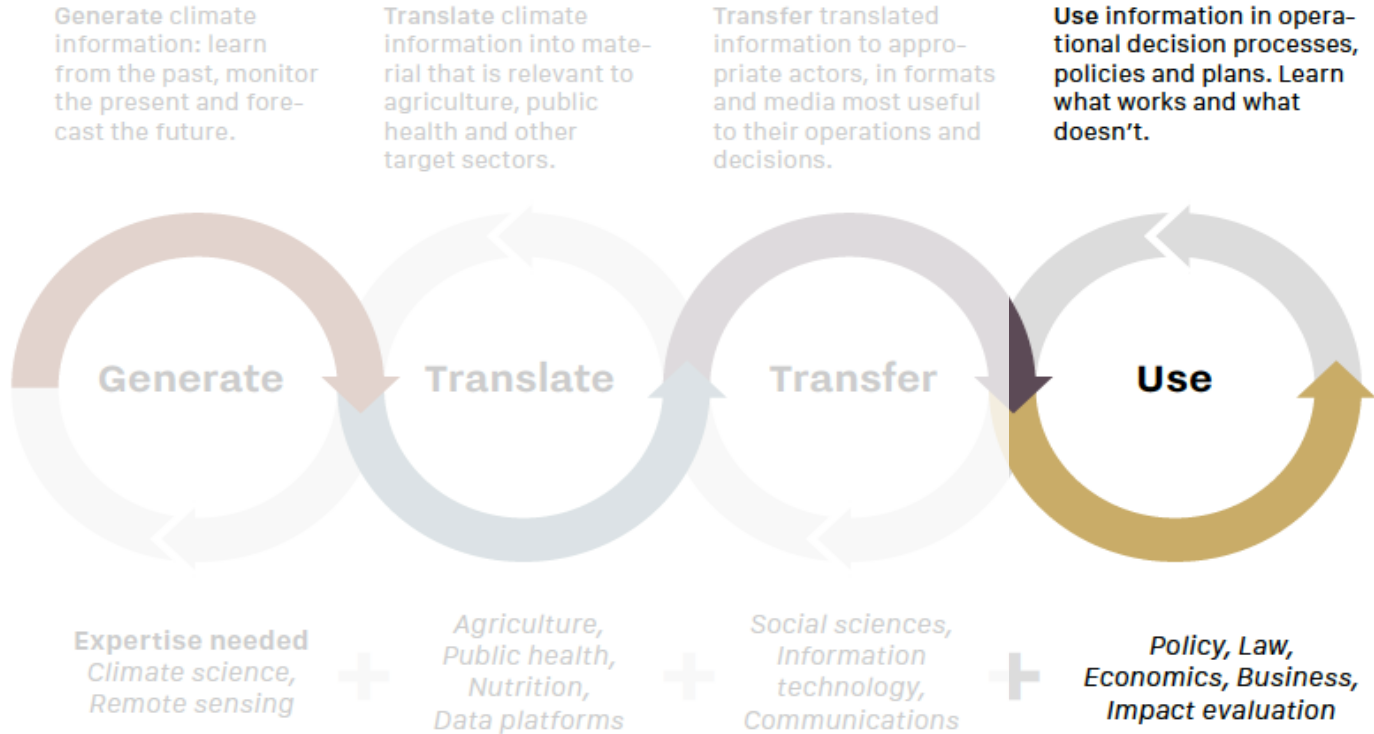 Generate climate
information: learn
from the past, monitor
the present and fore-
cast the future.
Translate climate
information into mate-
rial that is relevant to
agriculture, public
health and other
target sectors.
Transfer translated
information to appro-
priate actors, in formats
and media most useful
to their operations and
decisions.
Use information in opera-
tional decision processes,
policies and plans. Learn
what works and what
doesn't.
Generate
Translate
Transfer
Use
Expertise needed
Climate science,
Remote sensing
+
Agriculture,
Public health,
Nutrition,
Data platforms
+
Social sciences,
Information
technology,
Communications
+
Policy, Law,
Economics, Business,
Impact evaluation